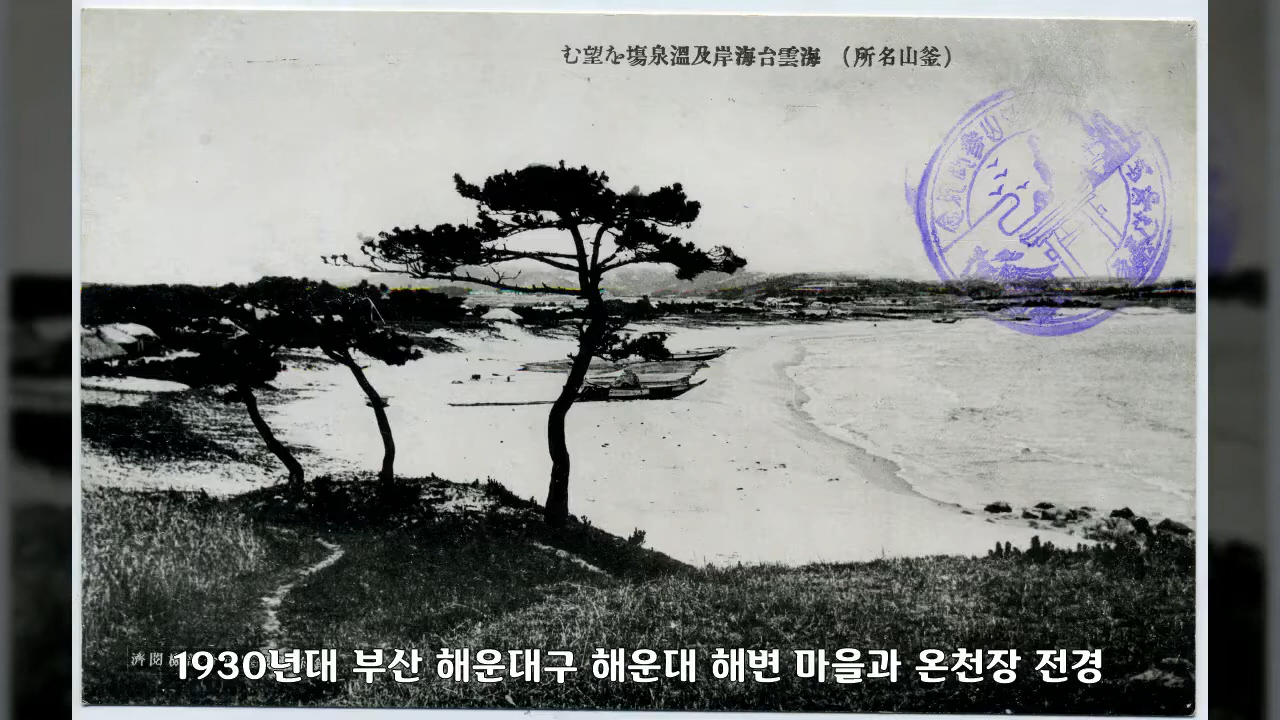 （釜山名所） 海雲台海岸及溫泉塲を望む
1930년대 부산 해운대구 해운대 해변 마을과 온천장 전경